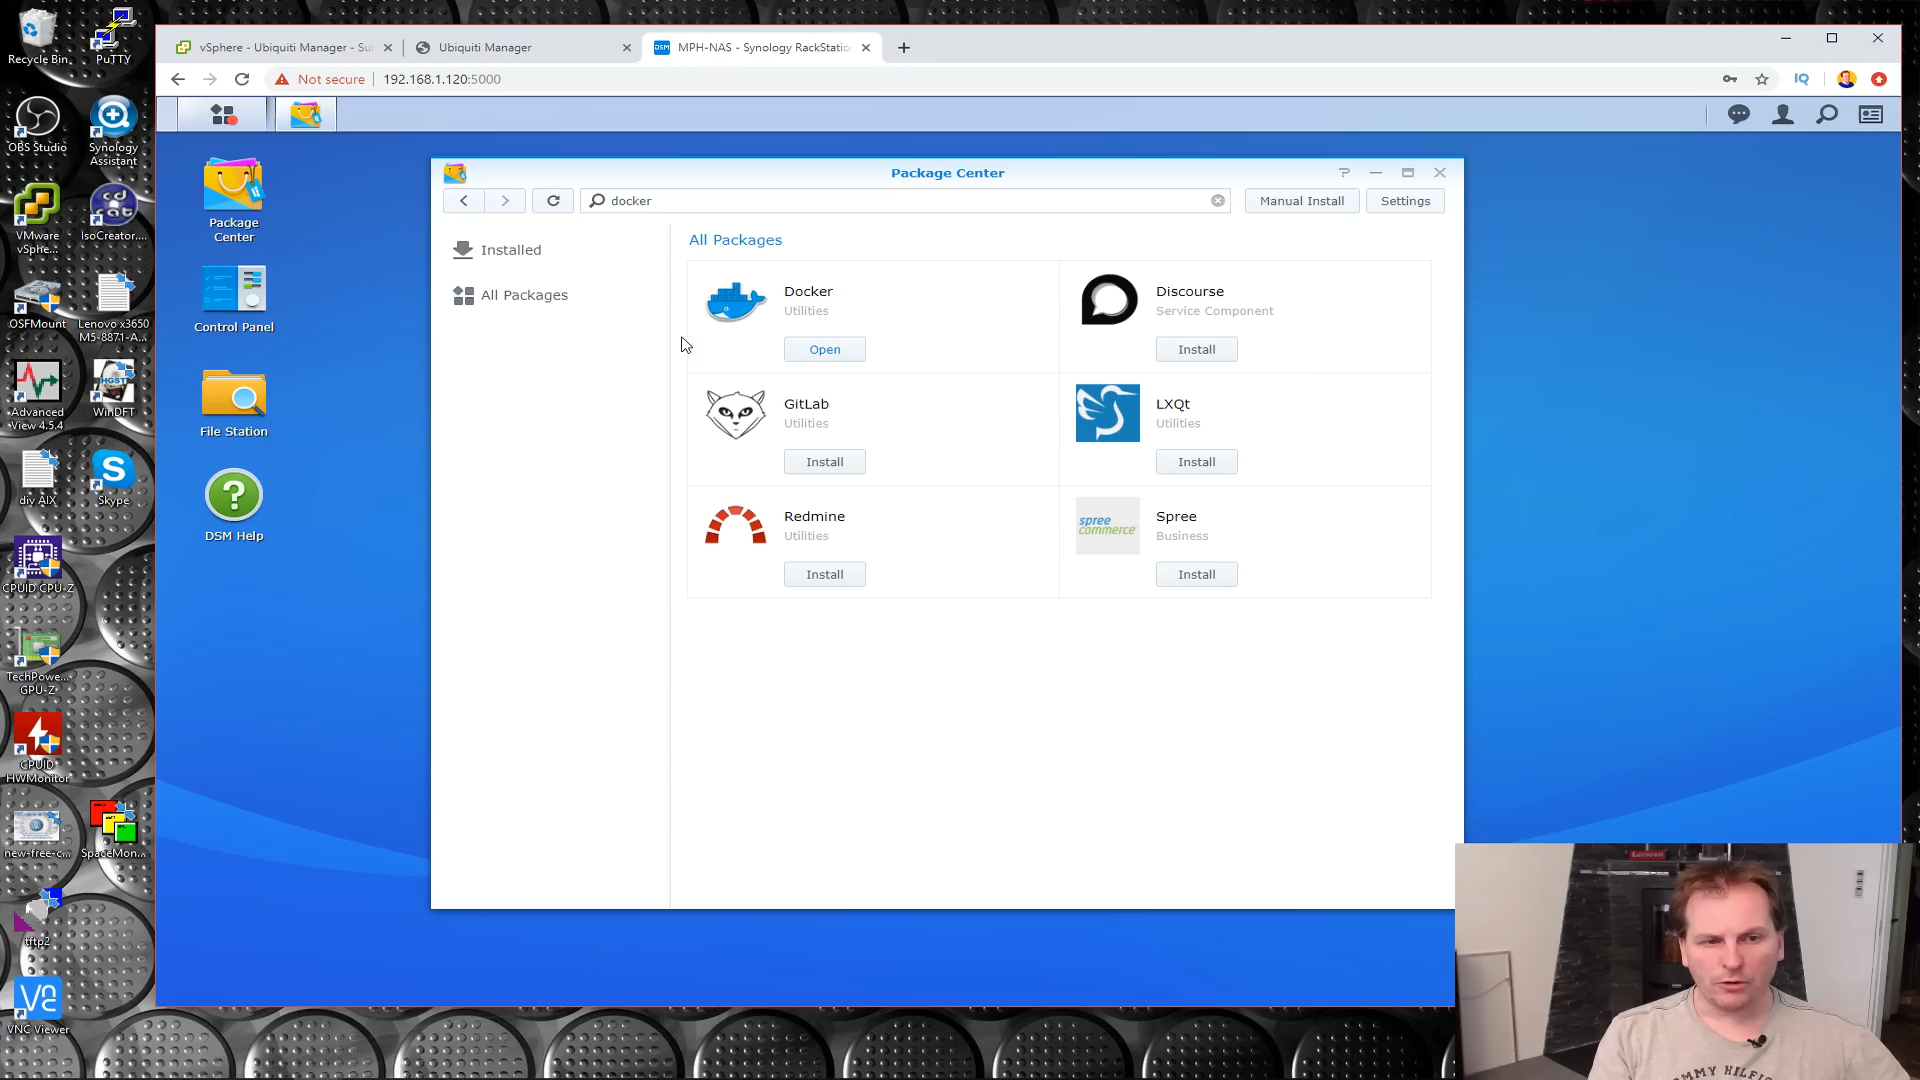 Recycle Bin
PuTTY
OBS Studio
Synology
Assistant
VMware
vSphe...
IsoCreator....
OSFMount
Lenovo x3650
M5-8871-A...
Advanced
View 4.5.4
WinDFT
div AIX
Skype
CPUID CPU-Z
TechPowe...
GPU-Z
CPUID
HWMonitor
new-free-c...
SpaceMon...
tftp2
VNC Viewer
vSphere - Ubiquiti Manager - Su
Ubiquiti Manager
DSM
MPH-NAS - Synology RackStatio
Not secure
192.168.1.120:5000
Package
Center
Control Panel
File Station
DSM Help
Package Center
docker
Manual Install
Settings
Installed
All Packages
All Packages
Docker
Utilities
Open
Discourse
Service Component
Install
GitLab
Utilities
Install
LXQt
Utilities
Install
Redmine
Utilities
Install
spree
commerce
Spree
Business
Install
Lenovo